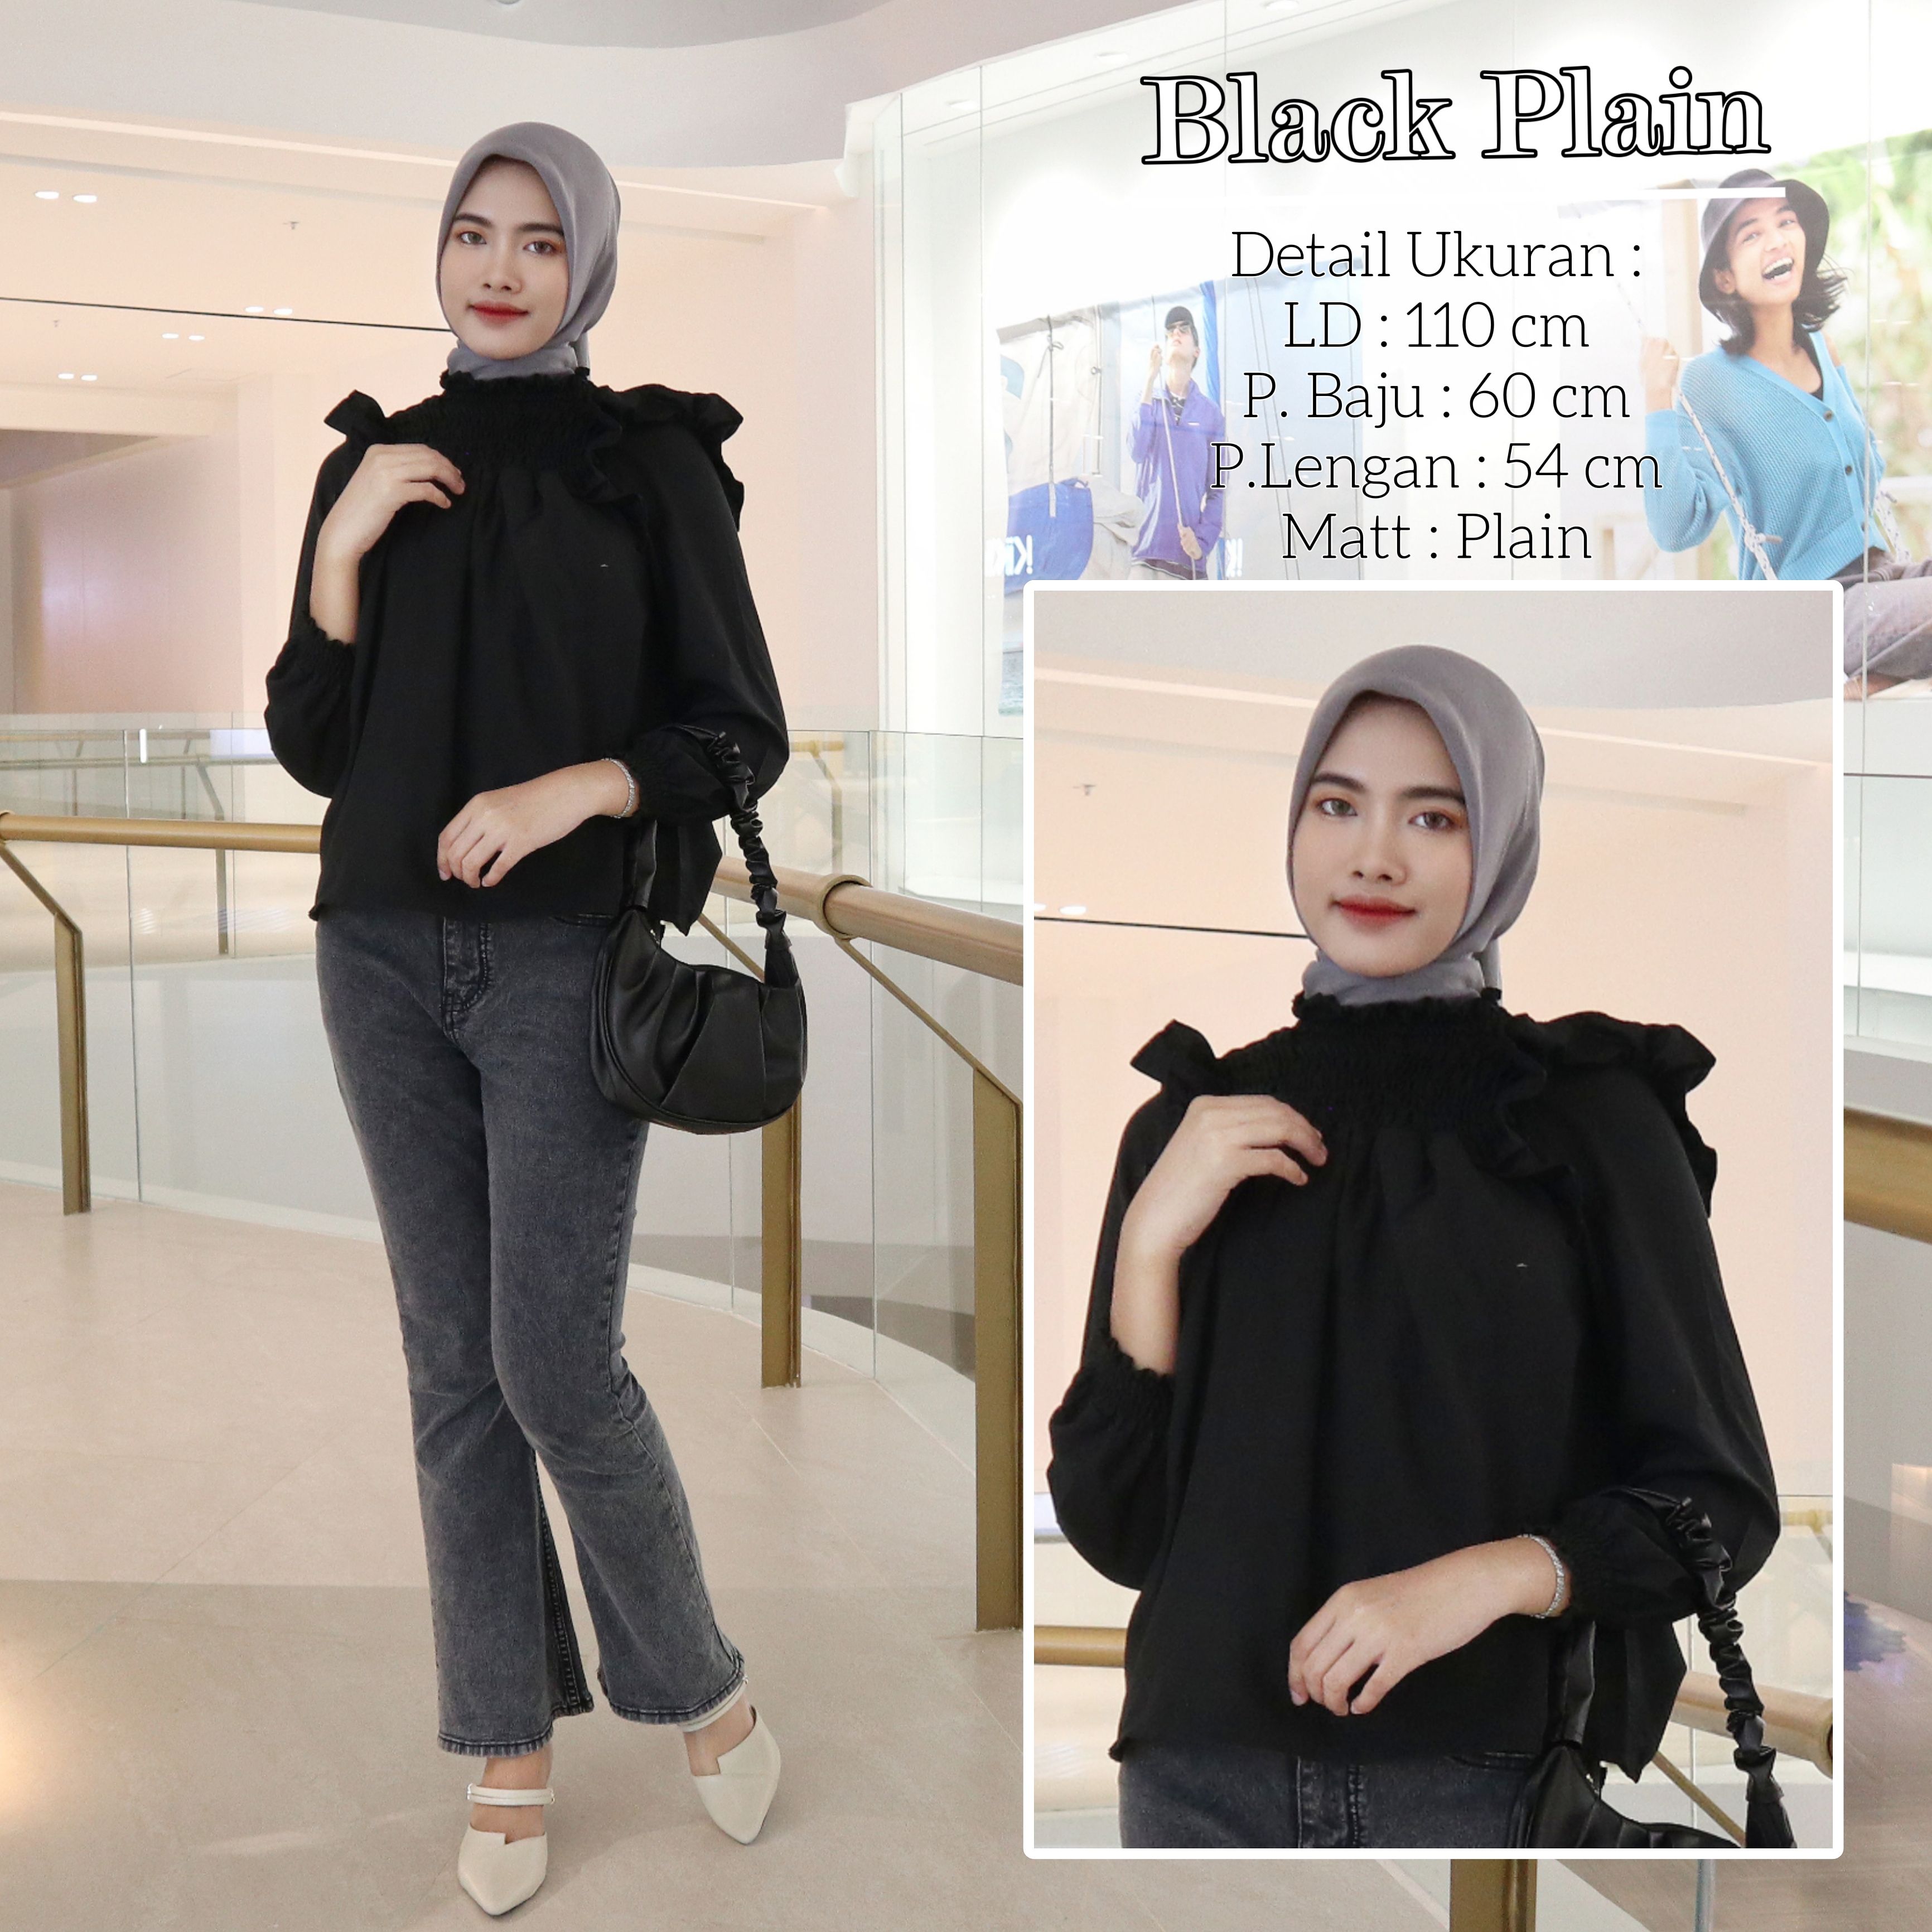 Black Plain
Detail Ukuran :
LD : 110 cm
P. Baju : 60 cm
P.Lengan : 54 cm
Matt : Plain